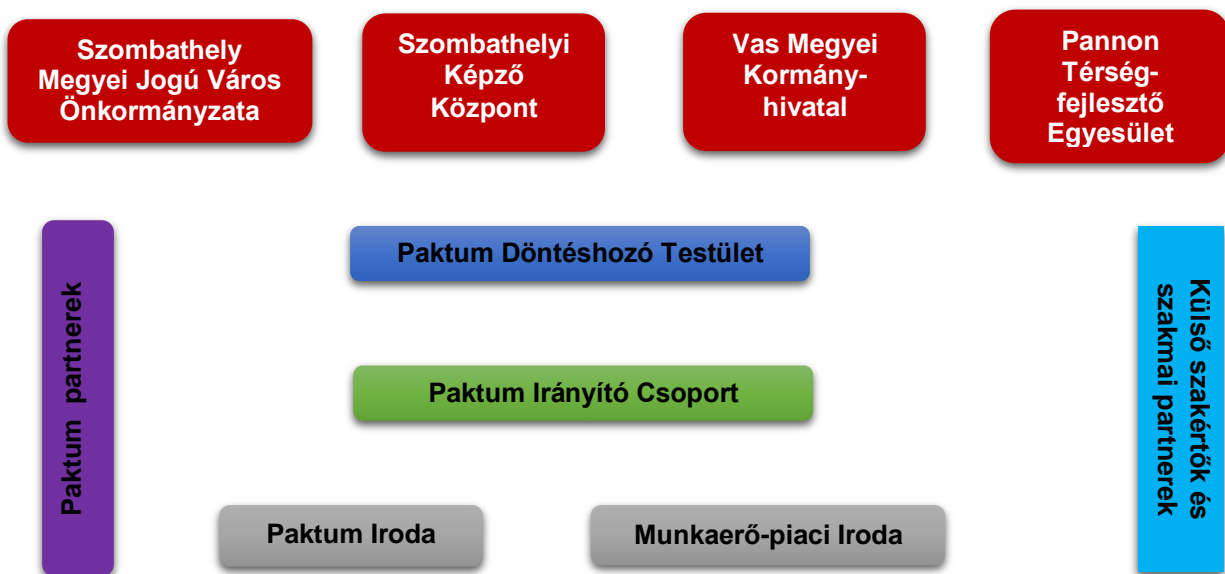 Szombathely
Megyei Jogú Város
Önkormányzata
Szombathelyi
Képző
Központ
Vas Megyei
Kormány-
hivatal
Pannon
Térség-
fejlesztő
Egyesület
Paktum partnerek
Paktum Döntéshozó Testület
Paktum Irányító Csoport
Paktum Iroda
Munkaerő-piaci Iroda
Külső szakértők és
szakmai partnerek